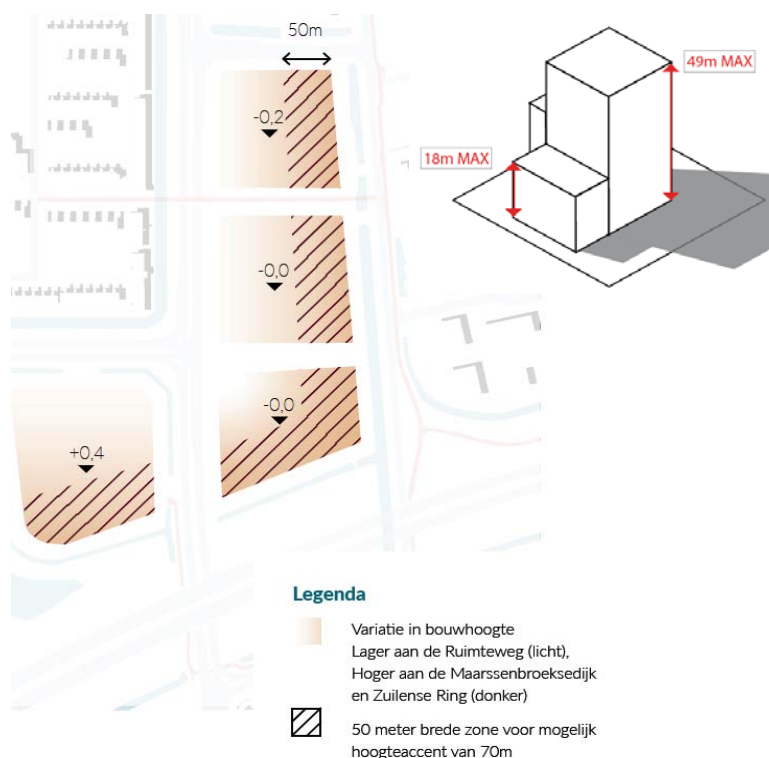 50m
49m MAX
-0,2
18m MAX
-0,0
-0,0
+0,4
Legenda
Variatie in bouwhoogte
Lager aan de Ruimteweg (licht),
Hoger aan de Maarssenbroeksedijk
en Zuilense Ring (donker)
50 meter brede zone voor mogelijk
hoogteaccent van 70m